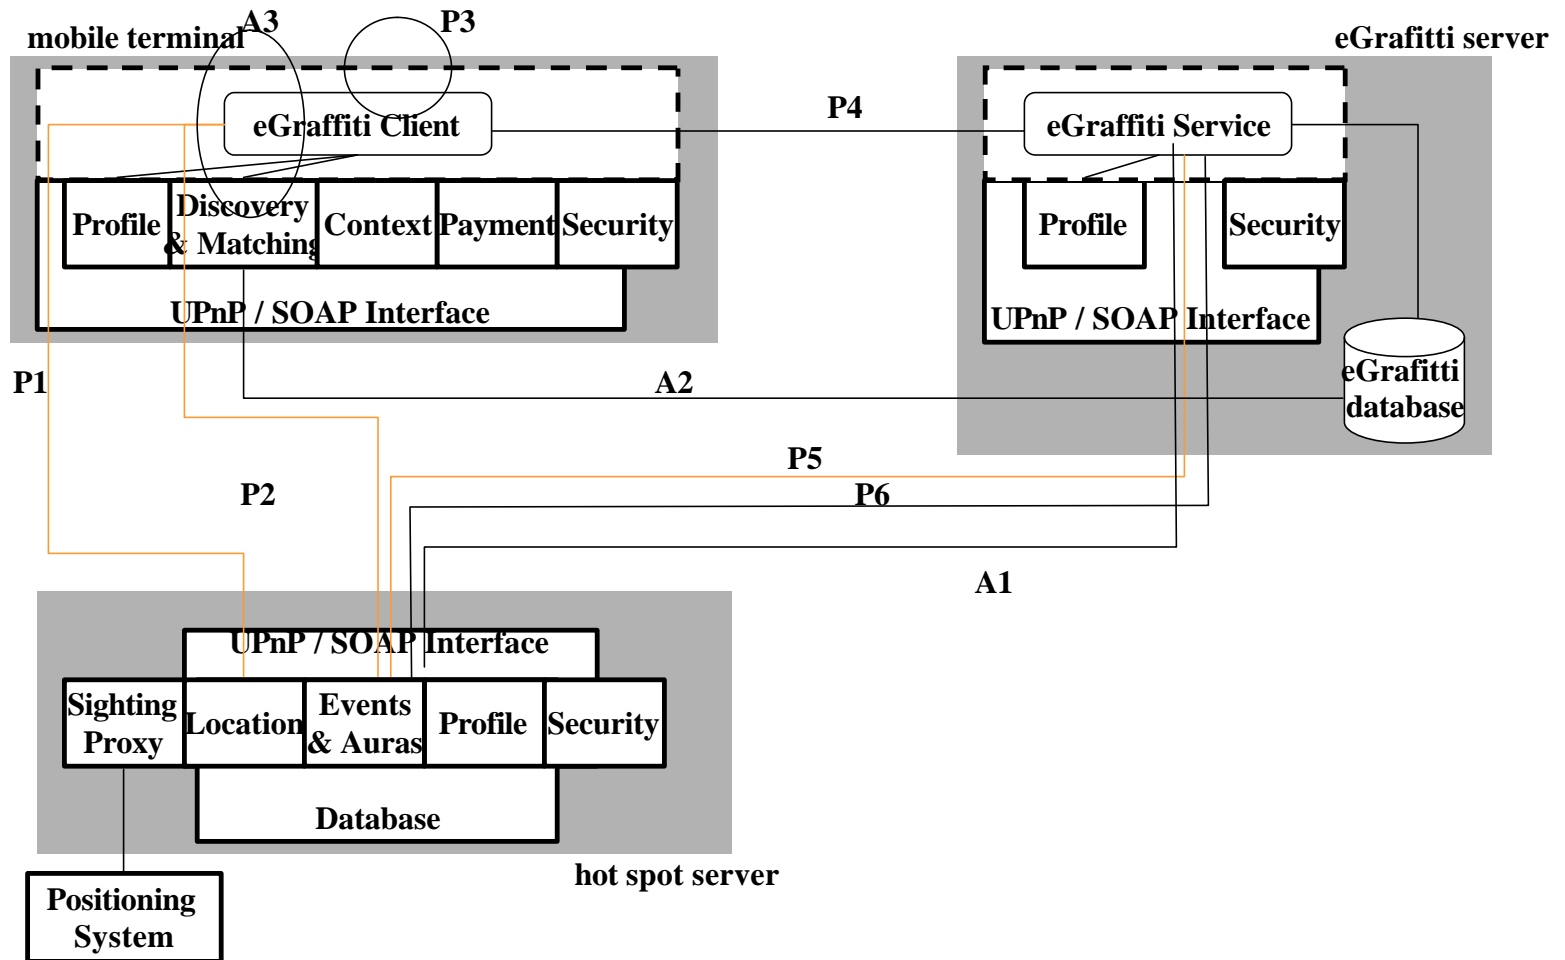 A3
P3
mobile terminal
eGrafitti server
eGraffiti Client
P4
eGraffiti Service
Profile
Discovery
& Matching
Context
Payment
Security
Profile
Security
UPnP / SOAP Interface
UPnP / SOAP Interface
P1
A2
eGrafitti
database
P5
P2
P6
A1
UPnP / SOAP Interface
Sighting
Proxy
Location
Events
& Auras
Profile
Security
Database
hot spot server
Positioning
System